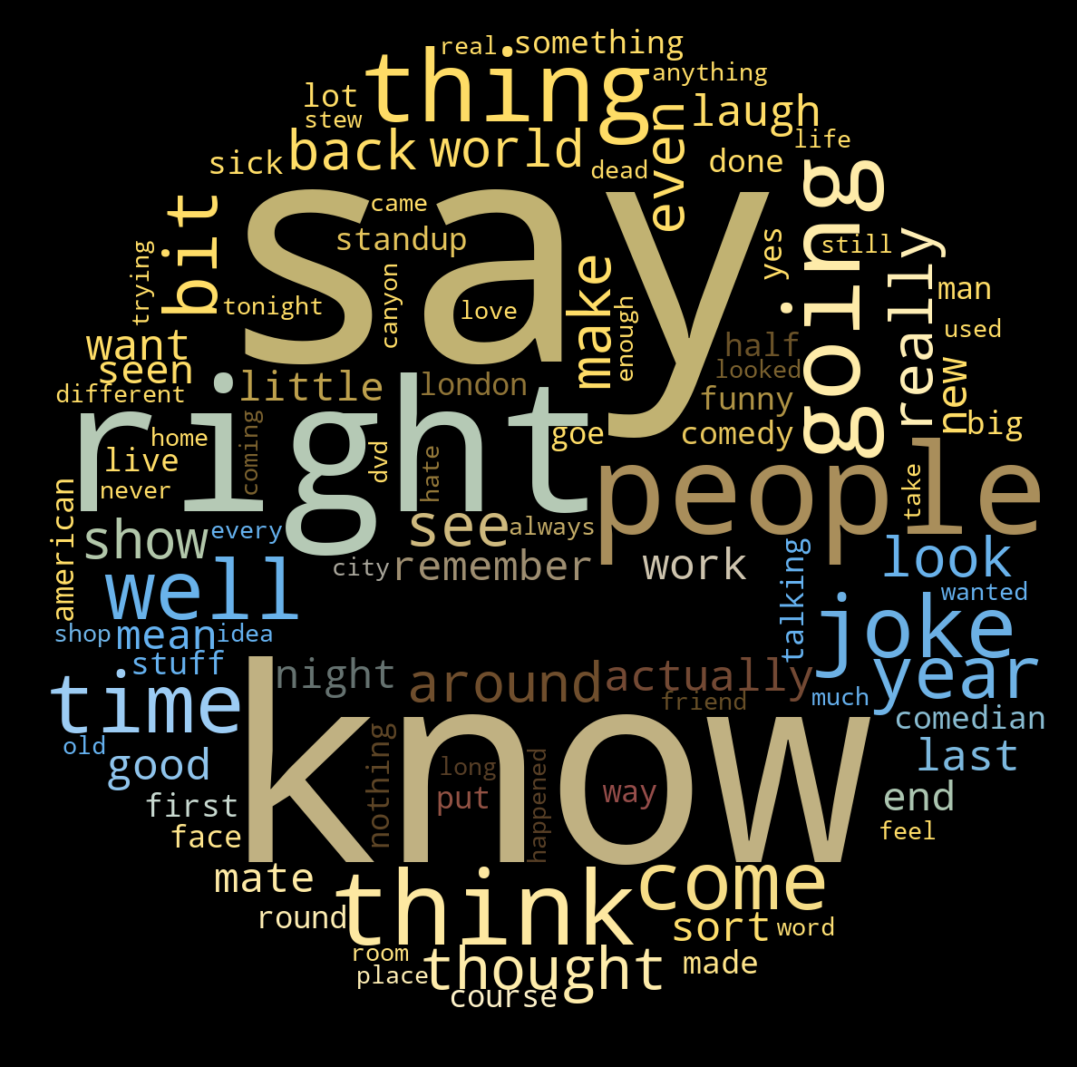 real
something
thing
anything
lot
stew
laugh
life
back
world
even
sick
dead
done
say
going
bit
came
standup
yes
still
really
trying
tonight
canyon
love
make
enough
man
used
new
want
seen
different
half
looked
right
little
london
funny
big
goe
comedy
home
live
never
coming
dvd
hate
people
take
american
show
every
see
always
well
city
remember
work
talking
look
wanted
shop
mean
idea
joke
stuff
time
night
around
actually
friend
much
year
know
comedian
old
good
nothing
long
put
happened
way
last
first
end
face
feel
mate
think
come
round
sort
word
room
place
thought
made
course